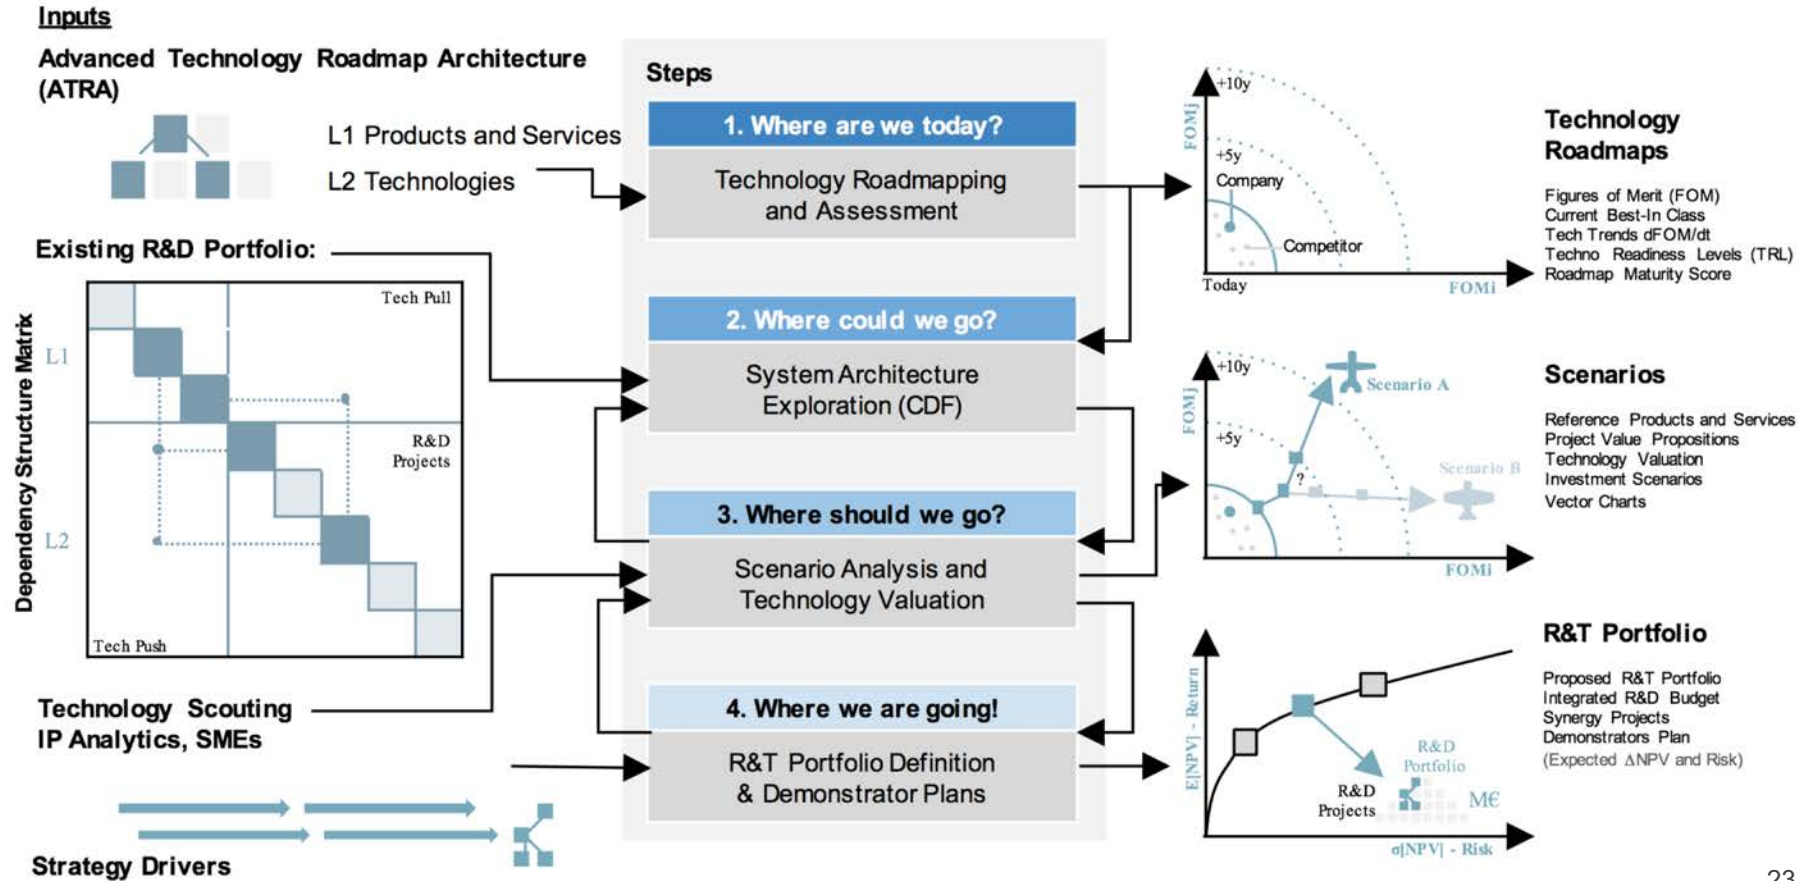 Inputs
Advanced Technology Roadmap Architecture
(ATRA)
L1 Products and Services
L2 Technologies
Existing R&D Portfolio:
Dependency Structure Matrix
L1
L2
Tech Pull
R&D
Projects
Tech Push
Technology Scouting
IP Analytics, SMEs
Strategy Drivers
Steps
1. Where are we today?
Technology Roadmapping
and Assessment
2. Where could we go?
System Architecture
Exploration (CDF)
3. Where should we go?
Scenario Analysis and
Technology Valuation
4. Where we are going!
R&T Portfolio Definition
& Demonstrator Plans
FOMj
+10y
+5y
Company
Competitor
Today
FOMi
Technology
Roadmaps
Figures of Merit (FOM)
Current Best-In Class
Tech Trends dFOM/dt
Techno Readiness Levels (TRL)
Roadmap Maturity Score
FOMj
+10y
+5y
Scenario A
?
Scenario B
FOMi
Scenarios
Reference Products and Services
Project Value Propositions
Technology Valuation
Investment Scenarios
Vector Charts
E[NPV] - Return
R&D
Portfolio
R&D
Projects
M€
σ[NPV] - Risk
R&T Portfolio
Proposed R&T Portfolio
Integrated R&D Budget
Synergy Projects
Demonstrators Plan
(Expected ΔNPV and Risk)
23